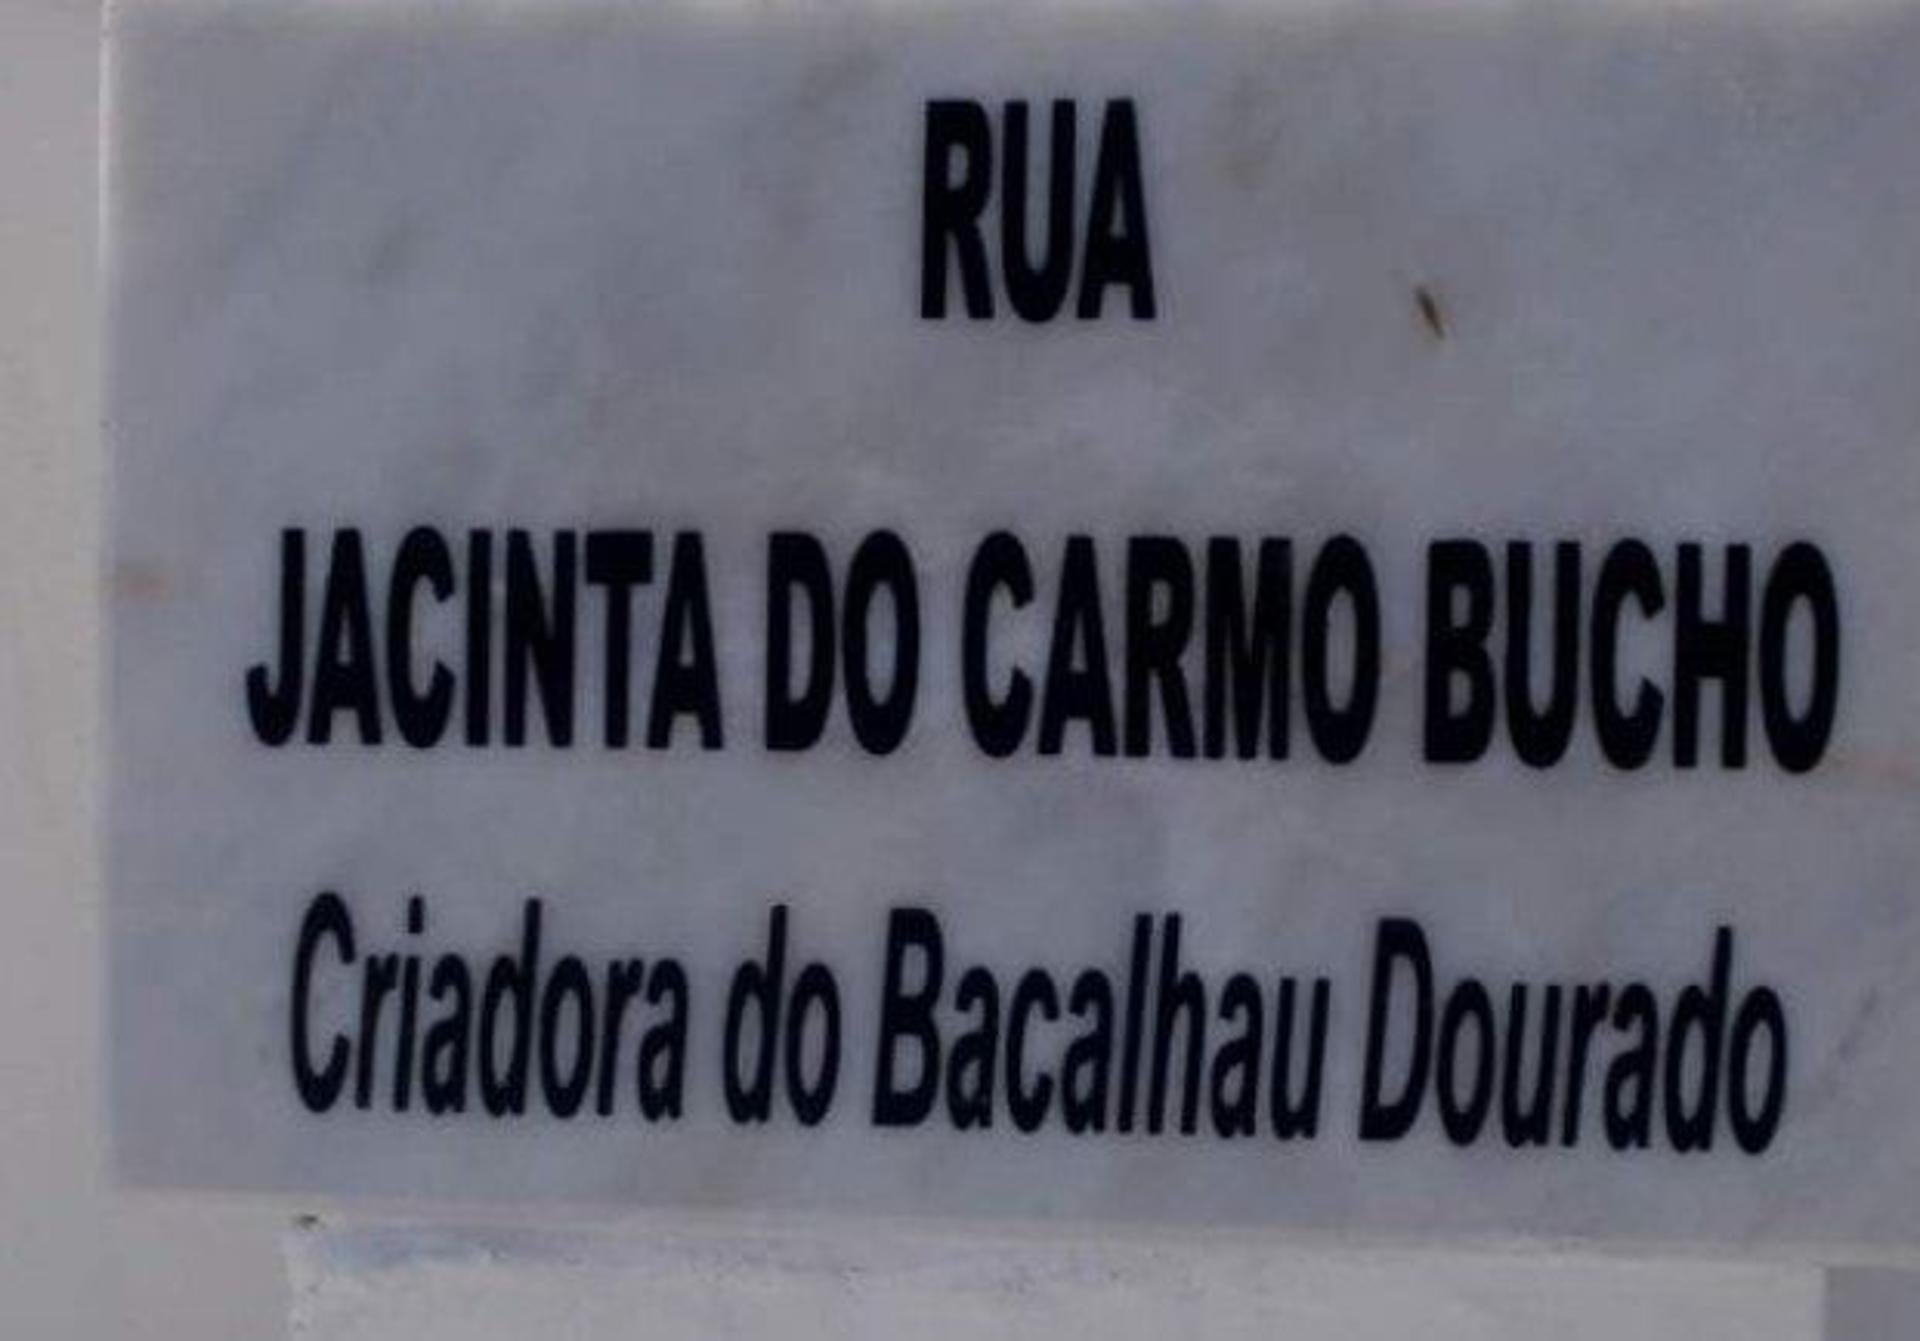 RUA
JACINTA DO CARMO BUCHO
Criadora do Bacalhau Dourado